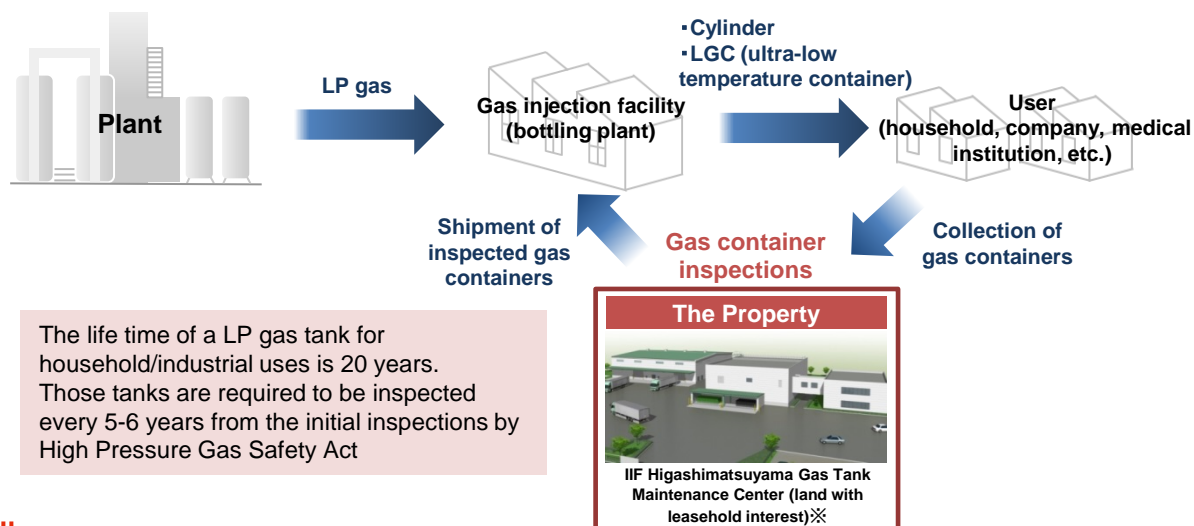 Plant
LP gas
Gas injection facility
(bottling plant)
・Cylinder
・LGC (ultra-low
temperature container)
User
(household, company, medical
institution, etc.)
Collection of
gas containers
Gas container
inspections
Shipment of
inspected gas
containers
The Property
IIF Higashimatsuyama Gas Tank
Maintenance Center (land with
leasehold interest)※
The life time of a LP gas tank for
household/industrial uses is 20 years.
Those tanks are required to be inspected
every 5-6 years from the initial inspections by
High Pressure Gas Safety Act